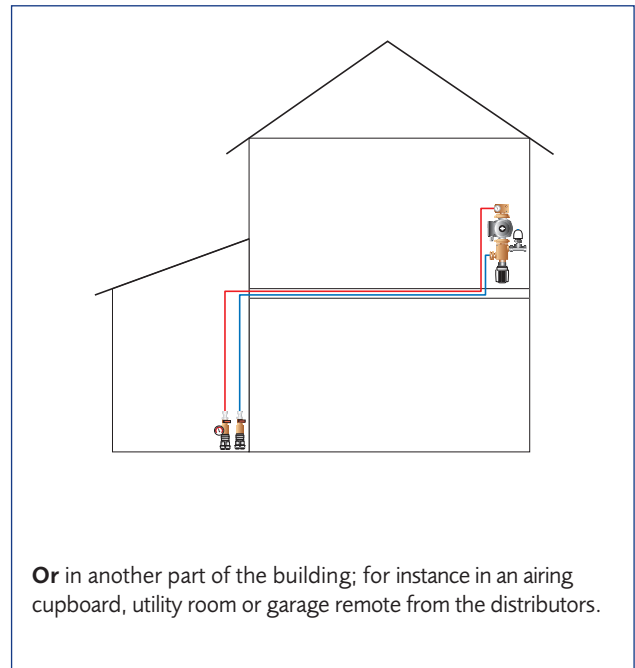 Or in another part of the building; for instance in an airing
cupboard, utility room or garage remote from the distributors.